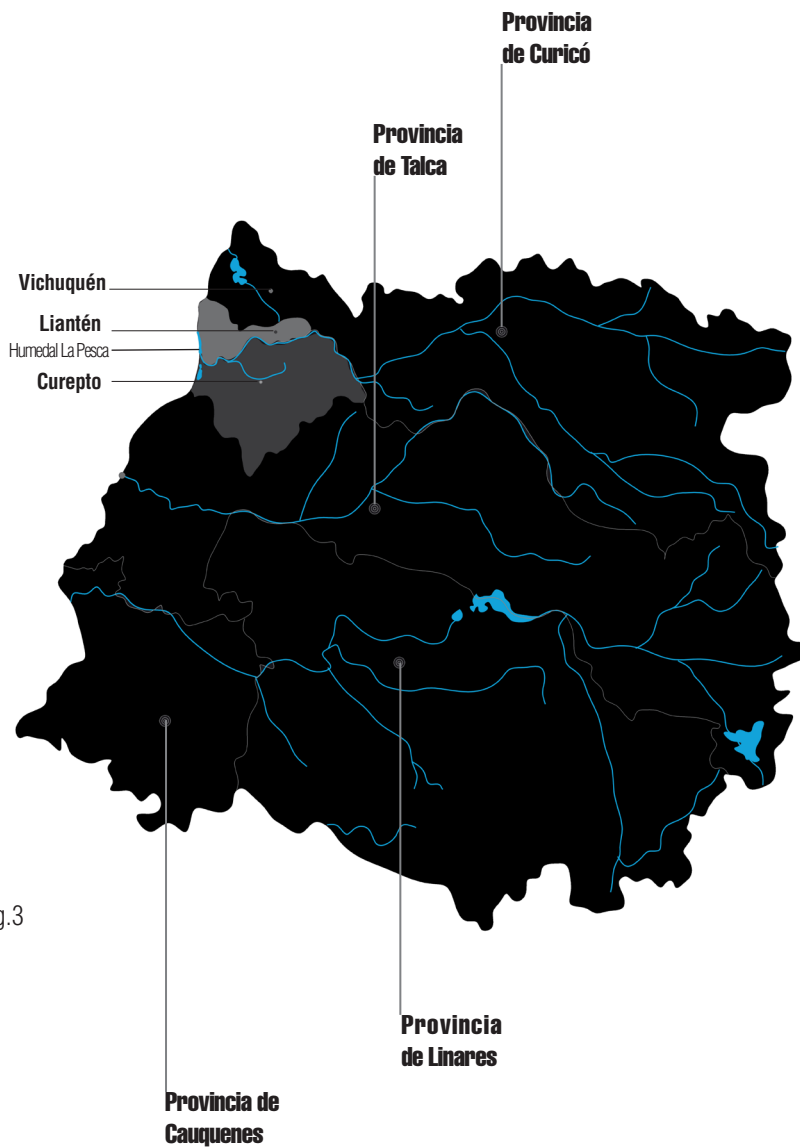 Provincia
de Curicó
Provincia
de Talca
Vichuquén
Liantén
Humedal La Pesca
Curepto
g.3
Provincia
de Linares
Provincia de
Cauquenes